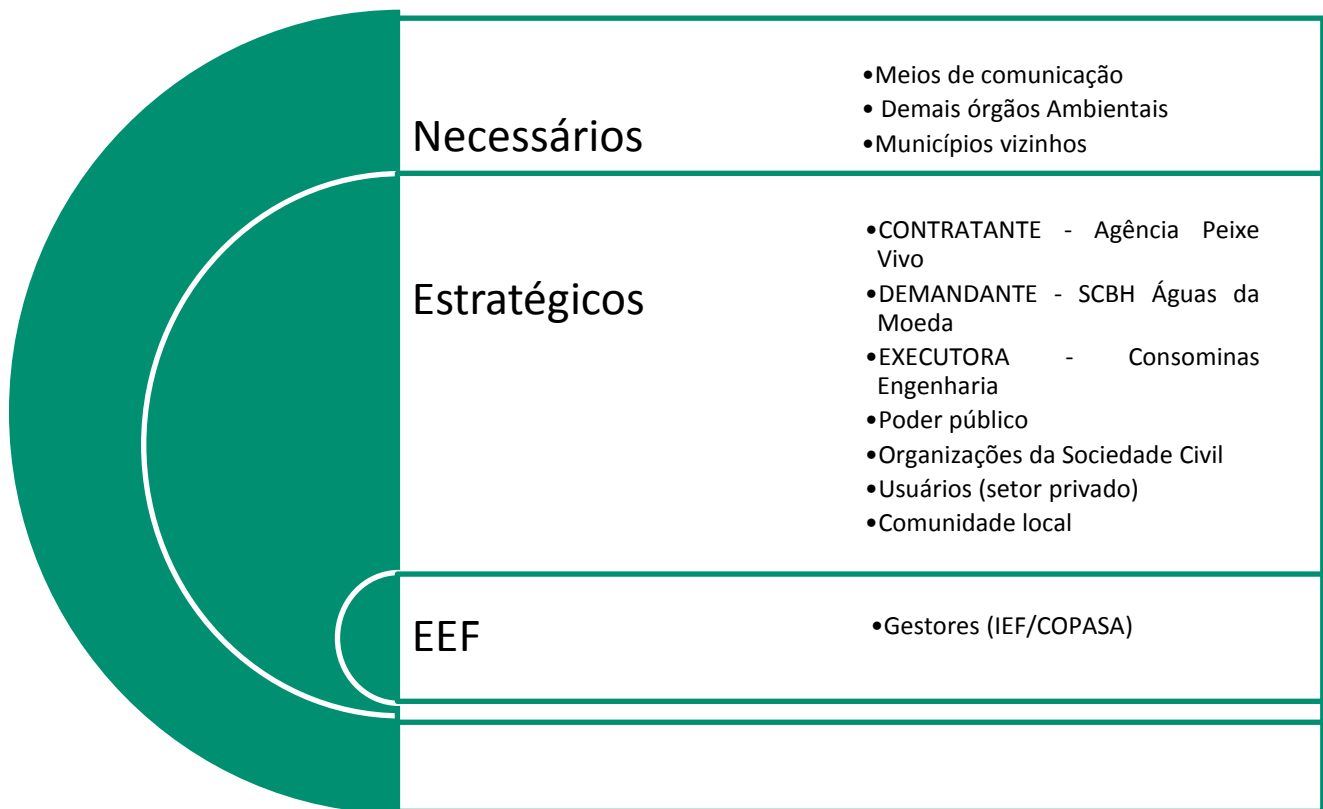 Necessários
•Meios de comunicação
• Demais órgãos Ambientais
•Municípios vizinhos
Estratégicos
•CONTRATANTE - Agência Peixe
Vivo
•DEMANDANTE - SCBH Águas da
Moeda
•EXECUTORA - Consominas
Engenharia
•Poder público
•Organizações da Sociedade Civil
•Usuários (setor privado)
•Comunidade local
EEF
•Gestores (IEF/COPASA)